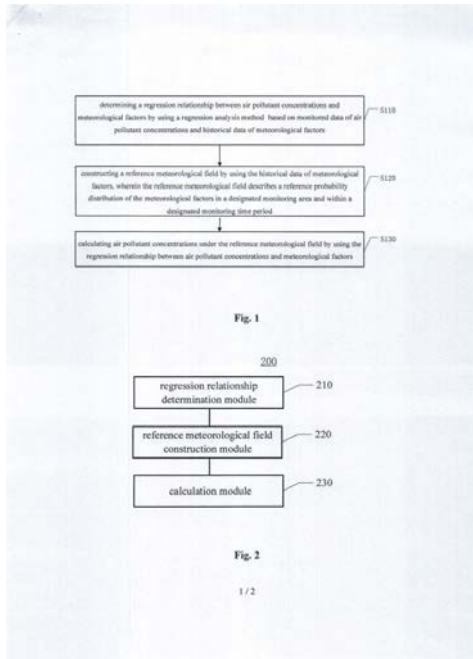 determining a regression relationship between air pollutant concentrations and
meteorological factors by using a regression analysis method based on monitored data of air
pollutant concentrations and historical data of meteorological factors
S110
constructing a reference meteorological field by using the historical data of meteorological
factors, wherein the reference meteorological field describes a reference probability
distribution of the meteorological factors in a designated monitoring area and within a
designated monitoring time period
S120
calculating air pollutant concentrations under the reference meteorological field by using the
regression relationship between air pollutant concentrations and meteorological factors
S130
Fig. 1
200
regression relationship
determination module
210
reference meteorological field
construction module
220
calculation module
230
Fig. 2
1 / 2